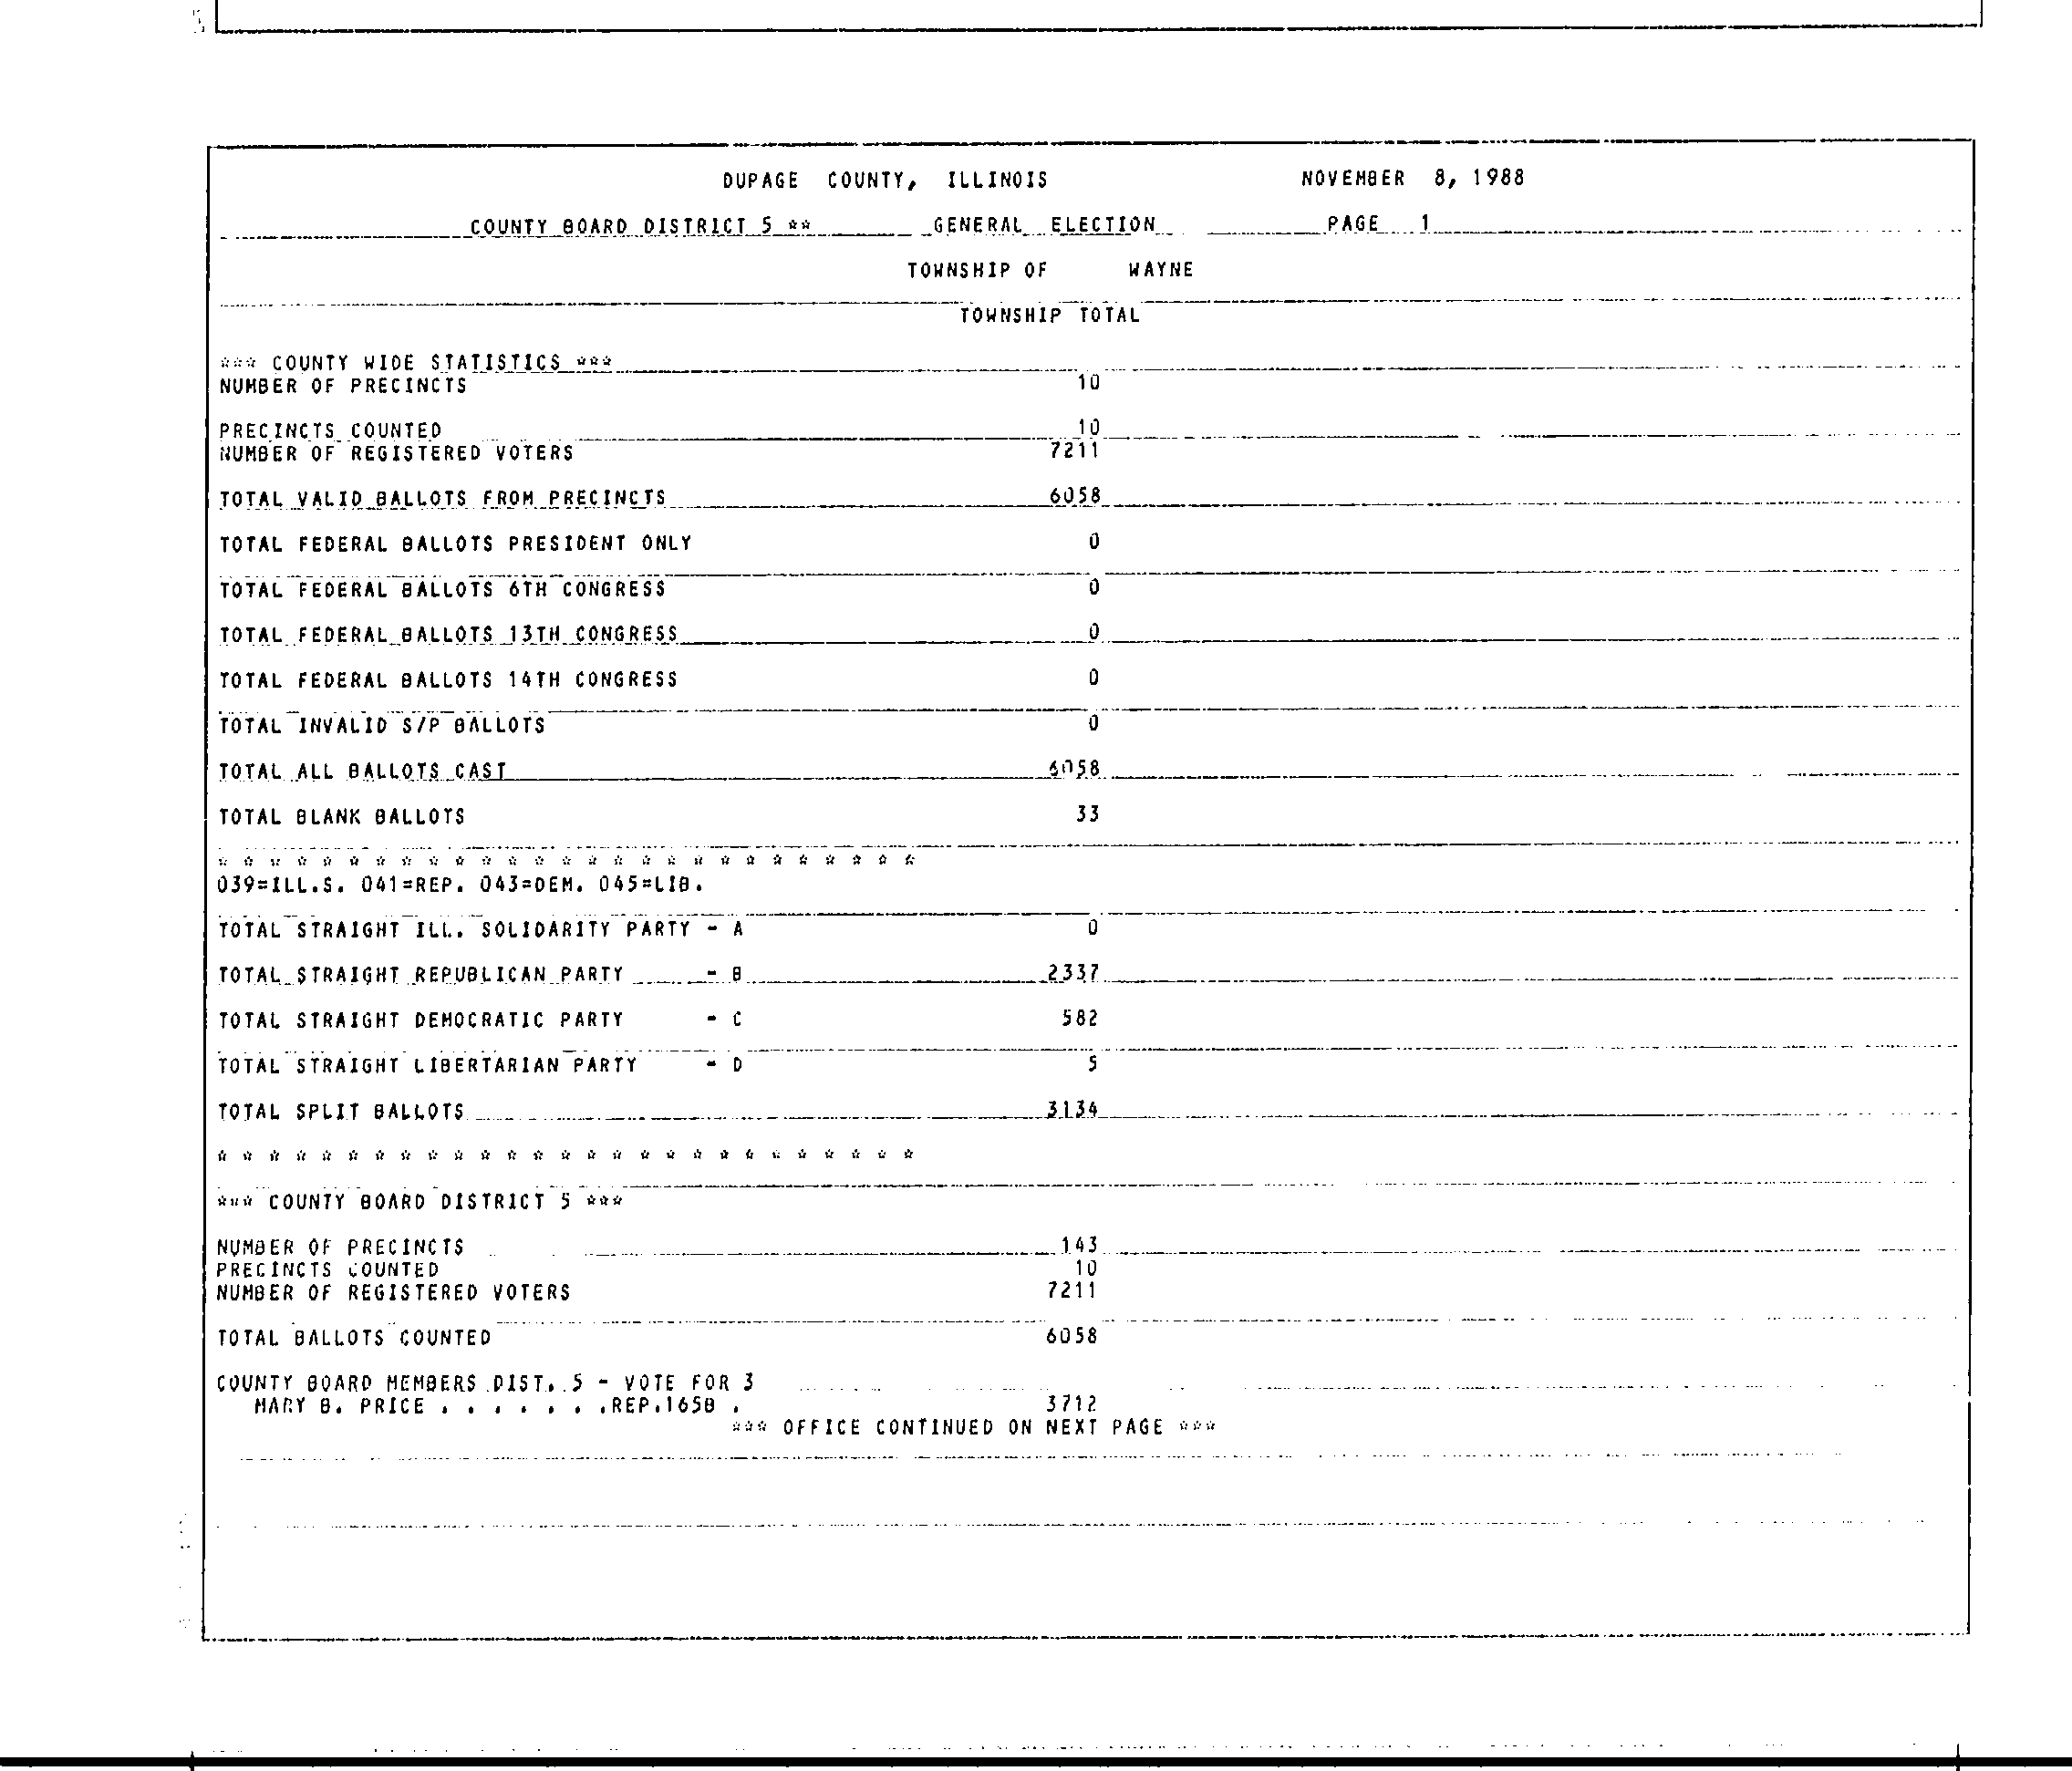 DUPAGE COUNTY, ILLINOIS NOVEMBER 8, 1988
COUNTY BOARD DISTRICT 5 ** GENERAL ELECTION PAGE 1
TOWNSHIP OF WAYNE
TOWNSHIP TOTAL
*** COUNTY WIDE STATISTICS ***
NUMBER OF PRECINCTS 10
PRECINCTS COUNTED 10
NUMBER OF REGISTERED VOTERS 7211
TOTAL VALID BALLOTS FROM PRECINCTS 6058
TOTAL FEDERAL BALLOTS PRESIDENT ONLY 0
TOTAL FEDERAL BALLOTS 6TH CONGRESS 0
TOTAL FEDERAL BALLOTS 13TH CONGRESS 0
TOTAL FEDERAL BALLOTS 14TH CONGRESS 0
TOTAL INVALID S/P BALLOTS 0
TOTAL ALL BALLOTS CAST 6058
TOTAL BLANK BALLOTS 33
* * * * * * * * * * * * * * * * * * * * * * * * * * *
039=ILL.S. 041=REP. 043=DEM. 045=LIB.
TOTAL STRAIGHT ILL. SOLIDARITY PARTY - A 0
TOTAL STRAIGHT REPUBLICAN PARTY - B 2337
TOTAL STRAIGHT DEMOCRATIC PARTY - C 582
TOTAL STRAIGHT LIBERTARIAN PARTY - D 5
TOTAL SPLIT BALLOTS 3134
* * * * * * * * * * * * * * * * * * * * * * * * * * *
*** COUNTY BOARD DISTRICT 5 ***
NUMBER OF PRECINCTS 143
PRECINCTS COUNTED 10
NUMBER OF REGISTERED VOTERS 7211
TOTAL BALLOTS COUNTED 6058
COUNTY BOARD MEMBERS DIST. 5 - VOTE FOR 3
MARY B. PRICE . . . . . . .REP.165B . 3712
*** OFFICE CONTINUED ON NEXT PAGE ***